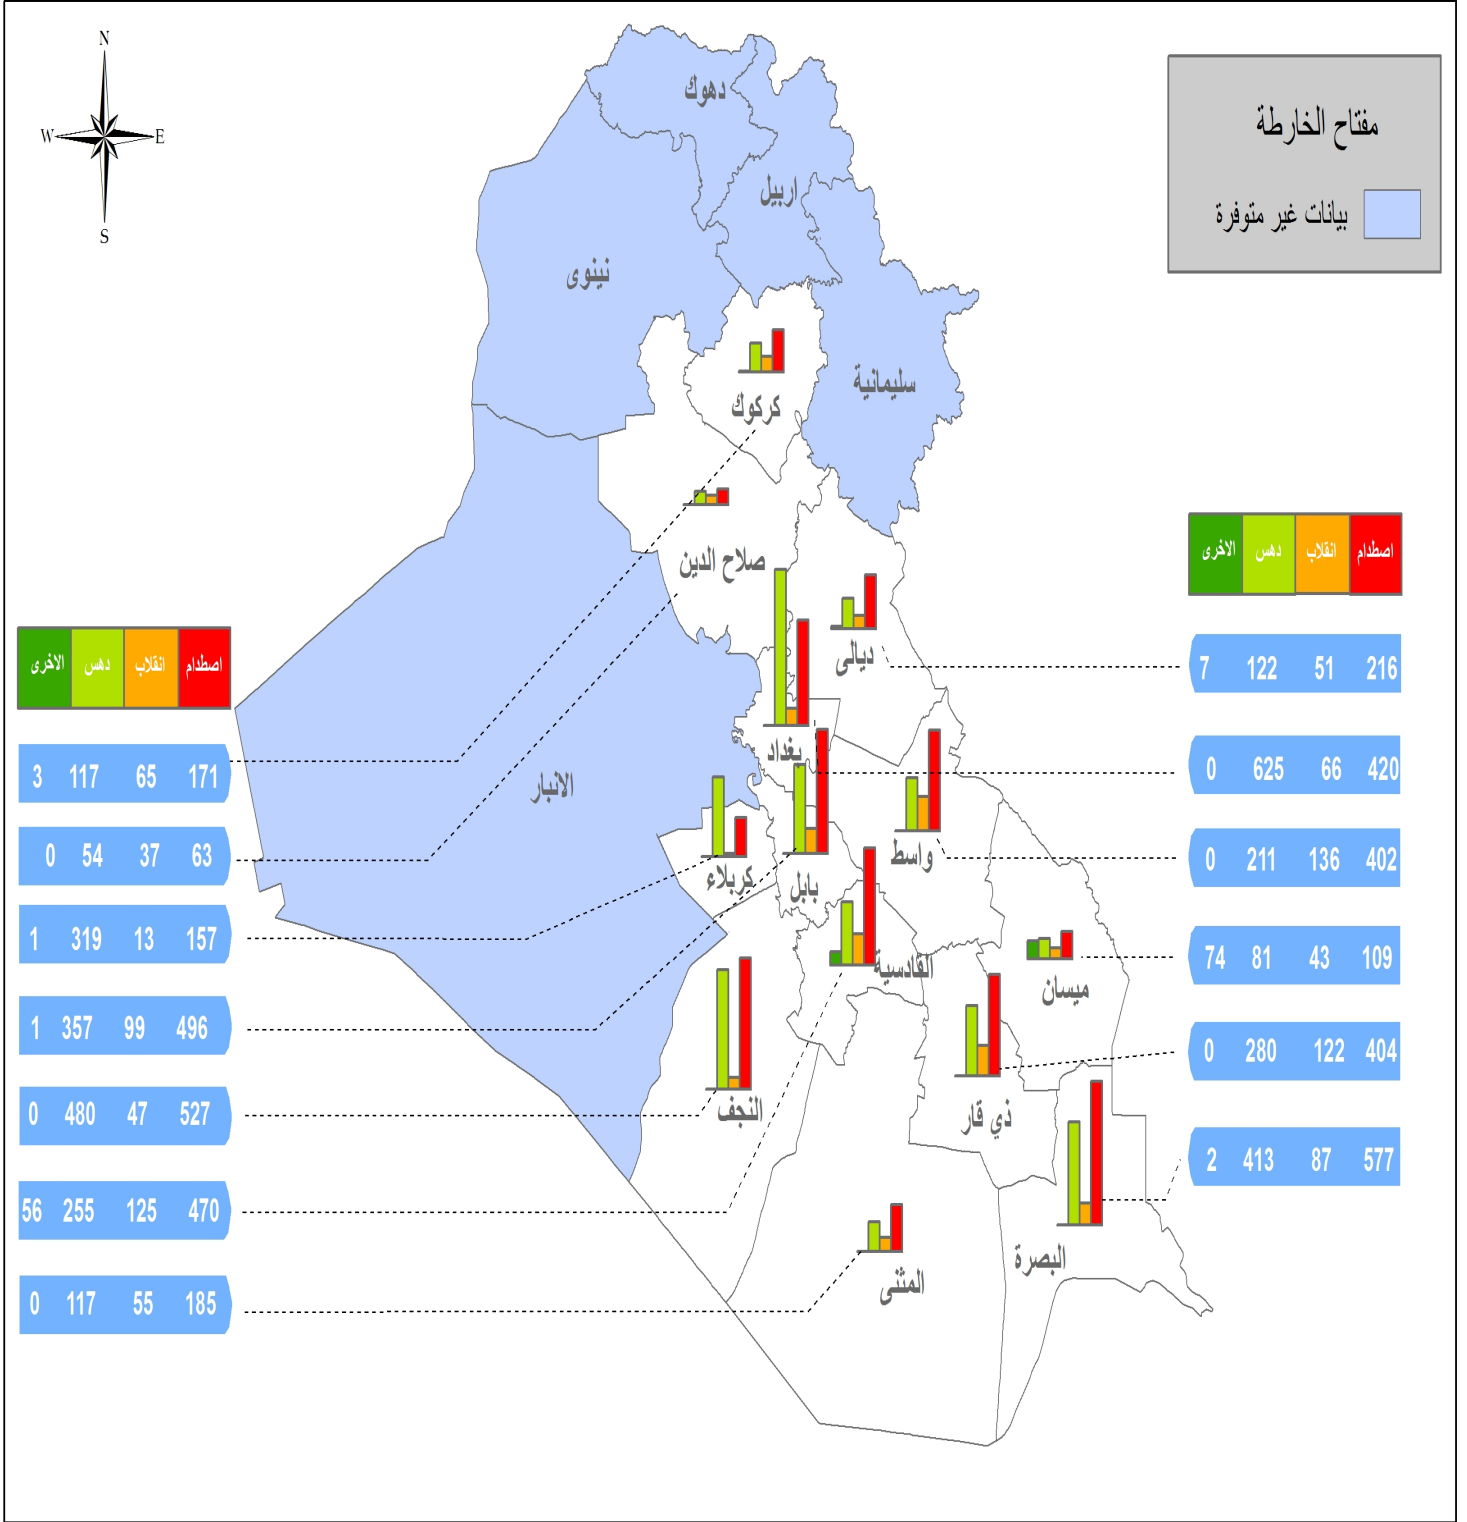 N
W E
S
مفتاح الخارطة
بيانات غير متوفرة
دهوك
اربيل
نينوى
سليمانية
كركوك
صلاح الدين
ديالى
بغداد
الانبار
كربلاء
بابل
واسط
القادسية
ميسان
النجف
ذي قار
المثنى
البصرة
الاخرى دهس انقلاب اصطدام
7 122 51 216
0 625 66 420
0 211 136 402
74 81 43 109
0 280 122 404
2 413 87 577
الاخرى دهس انقلاب اصطدام
3 117 65 171
0 54 37 63
1 319 13 157
1 357 99 496
0 480 47 527
56 255 125 470
0 117 55 185